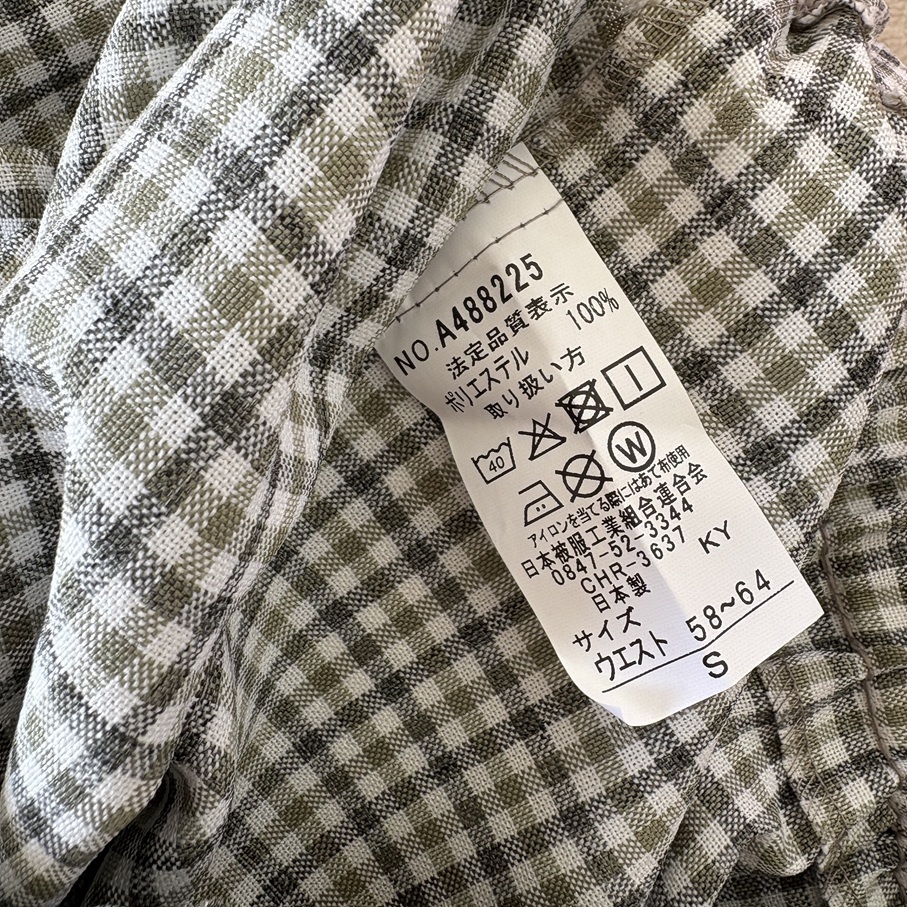 NO.A488225
法定品質表示
ポリエステル 100%
取り扱い方
40
W
アイロンを当てる際にはあて布使用
日本被服工業組合連合会
0847-52-3344
CHR-3637 KY
日本製
サイズ
ウエスト 58~64
S